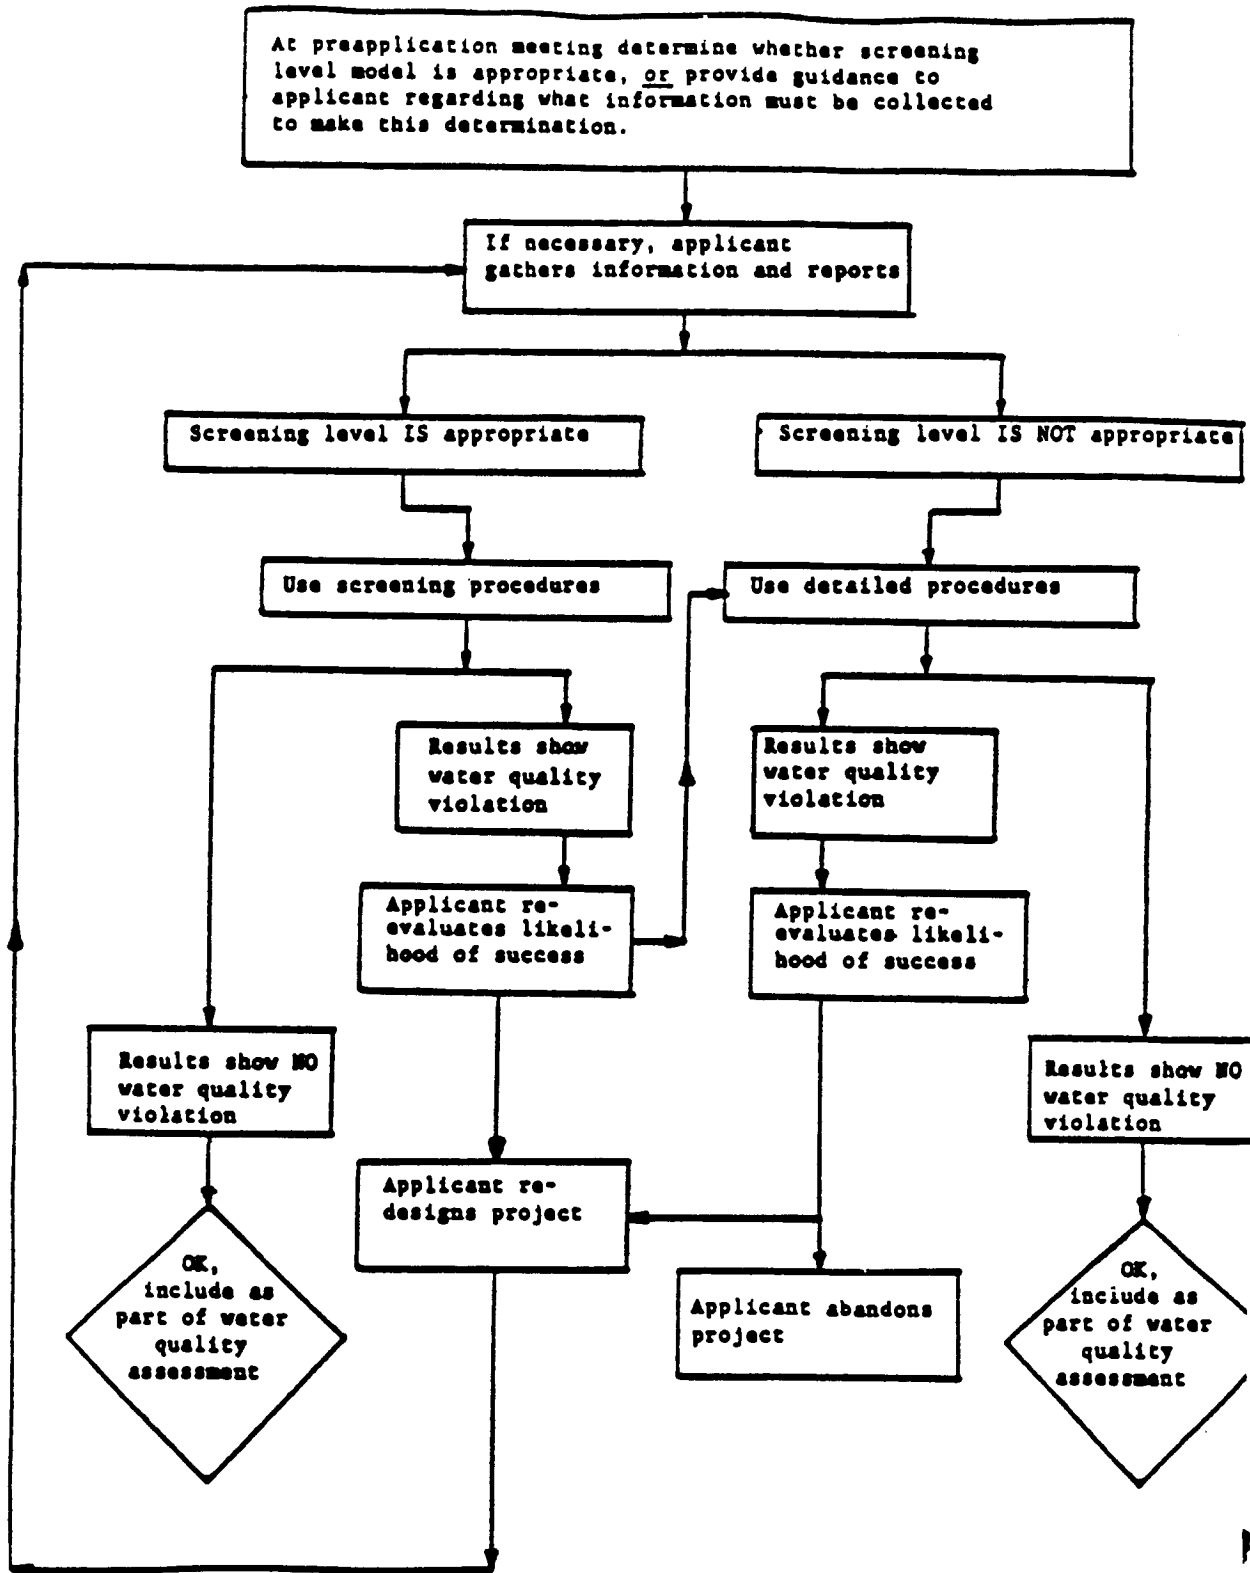 At preapplication meeting determine whether screening
level model is appropriate, or provide guidance to
applicant regarding what information must be collected
to make this determination.
If necessary, applicant
gathers information and reports
Screening level IS appropriate
Screening level IS NOT appropriate
Use screening procedures
Use detailed procedures
Results show
water quality
violation
Results show
water quality
violation
Applicant re-
evaluates likeli-
hood of success
Applicant re-
evaluates likeli-
hood of success
Results show NO
water quality
violation
Results show NO
water quality
violation
Applicant re-
designs project
OK,
include as
part of water
quality
assessment
Applicant abandons
project
OK,
include as
part of water
quality
assessment